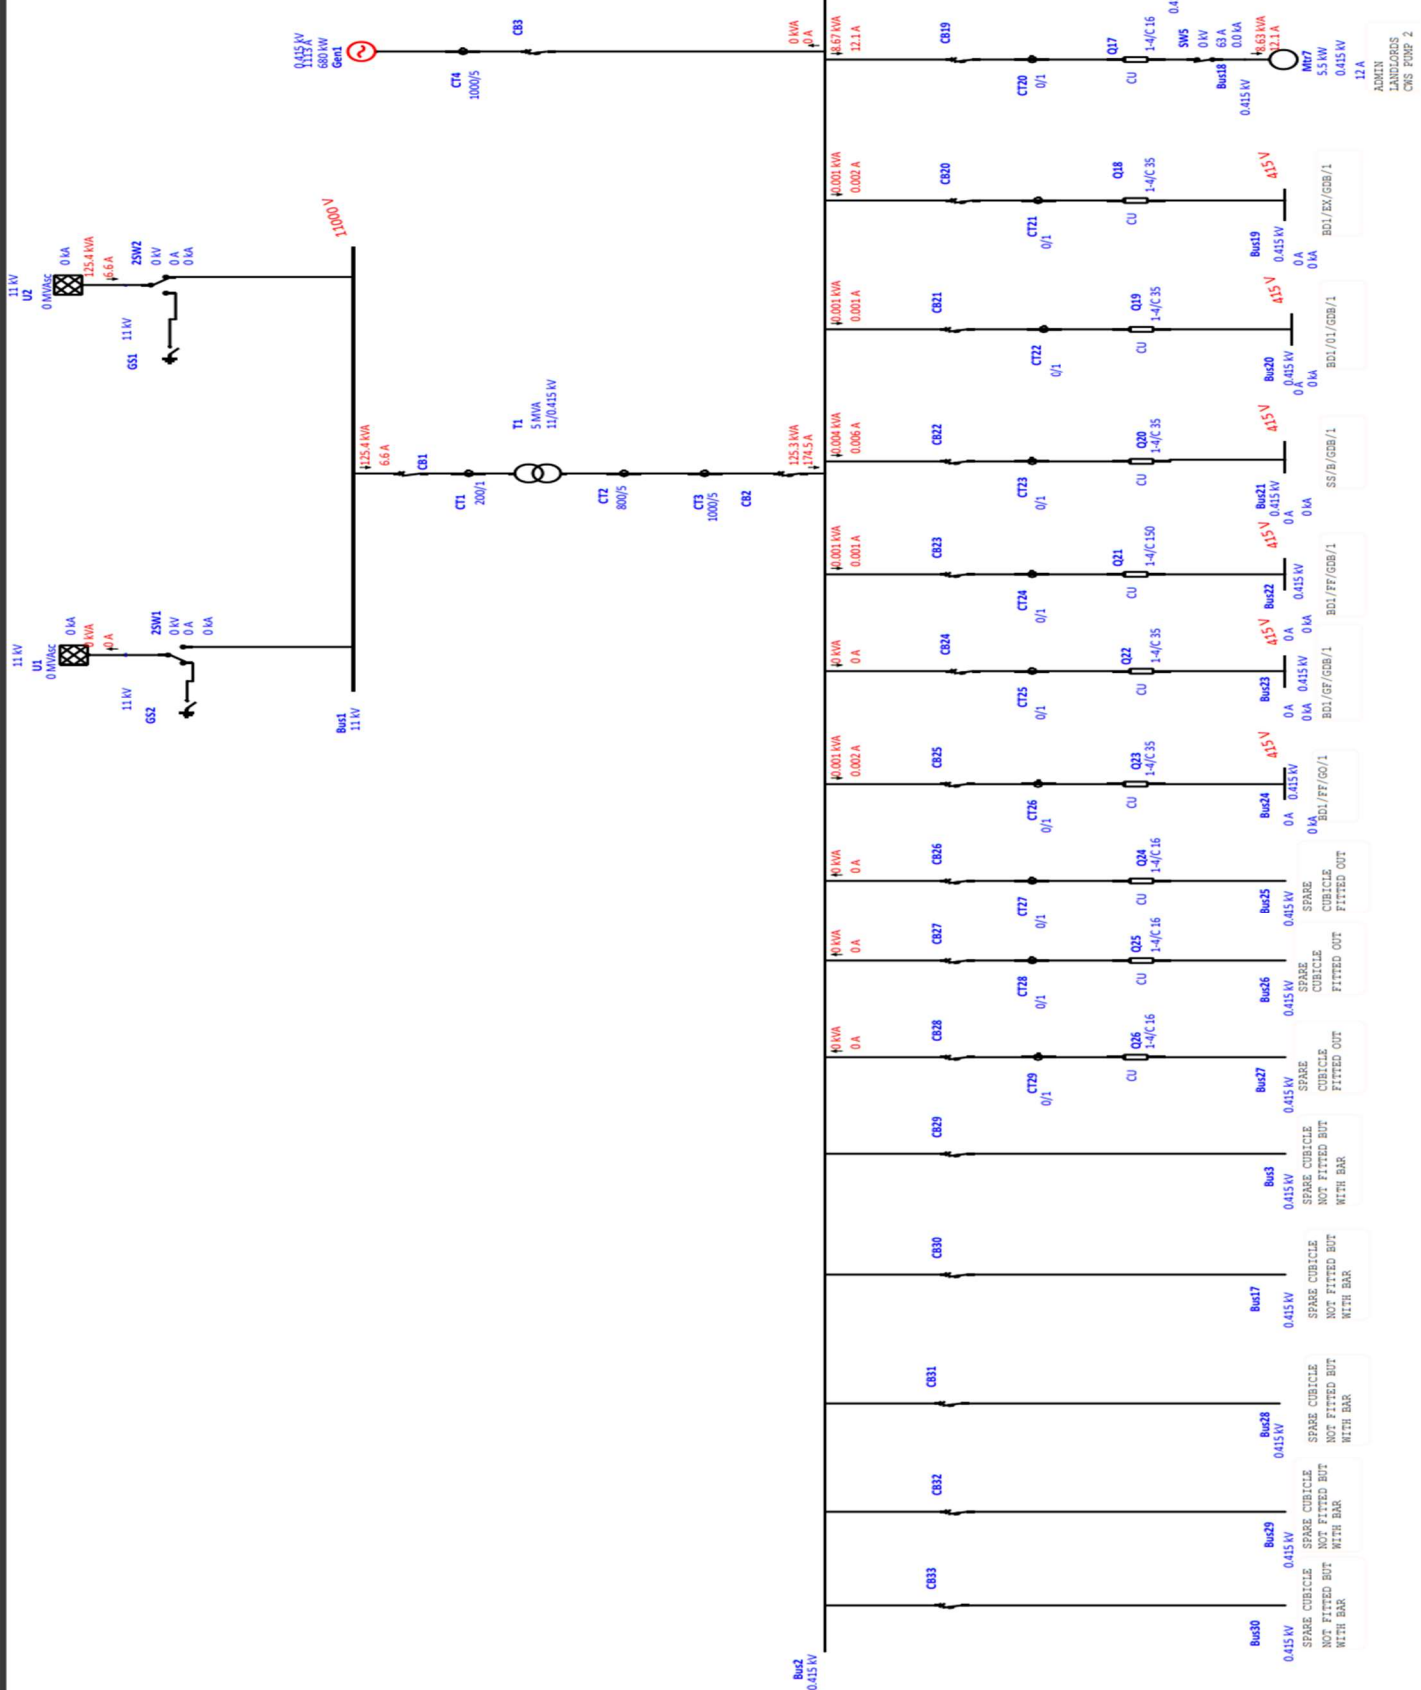 11 kV
U1
0 MVAsc
0 kA
0 kVA
0 A
2SW1
0 kV
0 A
0 kA
11 kV
GS2
11 kV
U2
0 MVAsc
0 kA
125.4 kVA
6.6 A
2SW2
0 kV
0 A
0 kA
11 kV
GS1
Bus1
11 kV
11000 V
125.4 kVA
6.6 A
CB1
CT1
200/1
T1
5 MVA
11/0.415 kV
CT2
800/5
CT3
1000/5
CB2
125.3 kVA
174.5 A
0.415 kV
1113 A
680 kW
Gen1
CT4
1000/5
CB3
0 kVA
0 A
Bus2
0.415 kV
CB33
Bus30
0.415 kV
SPARE CUBICLE
NOT FITTED BUT
WITH BAR
CB32
Bus29
0.415 kV
SPARE CUBICLE
NOT FITTED BUT
WITH BAR
CB31
Bus28
0.415 kV
SPARE CUBICLE
NOT FITTED BUT
WITH BAR
CB30
Bus17
0.415 kV
SPARE CUBICLE
NOT FITTED BUT
WITH BAR
CB29
Bus3
0.415 kV
SPARE CUBICLE
NOT FITTED BUT
WITH BAR
0 kVA
0 A
CB28
CT29
0/1
Q26
1-4/C 16
CU
Bus27
0.415 kV
SPARE
CUBICLE
FITTED OUT
0 kVA
0 A
CB27
CT28
0/1
Q25
1-4/C 16
CU
Bus26
0.415 kV
SPARE
CUBICLE
FITTED OUT
0 kVA
0 A
CB26
CT27
0/1
Q24
1-4/C 16
CU
Bus25
0.415 kV
SPARE
CUBICLE
FITTED OUT
0.001 kVA
0.002 A
CB25
CT26
0/1
Q23
1-4/C 35
CU
415 V
Bus24
0.415 kV
0 A
0 kA
BD1/FF/GO/1
0 kVA
0 A
CB24
CT25
0/1
Q22
1-4/C 35
CU
415 V
Bus23
0.415 kV
0 A
0 kA
BD1/GF/GDB/1
0.001 kVA
0.001 A
CB23
CT24
0/1
Q21
1-4/C 150
CU
415 V
Bus22
0.415 kV
0 A
0 kA
BD1/FF/GDB/1
0.004 kVA
0.006 A
CB22
CT23
0/1
Q20
1-4/C 35
CU
415 V
Bus21
0.415 kV
0 A
0 kA
SS/B/GDB/1
0.001 kVA
0.001 A
CB21
CT22
0/1
Q19
1-4/C 35
CU
415 V
Bus20
0.415 kV
0 A
0 kA
BD1/01/GDB/1
0.001 kVA
0.002 A
CB20
CT21
0/1
Q18
1-4/C 35
CU
415 V
Bus19
0.415 kV
0 A
0 kA
BD1/EX/GDB/1
8.67 kVA
12.1 A
CB19
CT20
0/1
Q17
1-4/C 16
CU
SW5
0 kV
63 A
0.0 kA
Bus18
0.415 kV
8.63 kVA
12.1 A
Mtr7
5.5 kW
0.415 kV
12 A
ADMIN
LANDLORDS
CWS PUMP 2